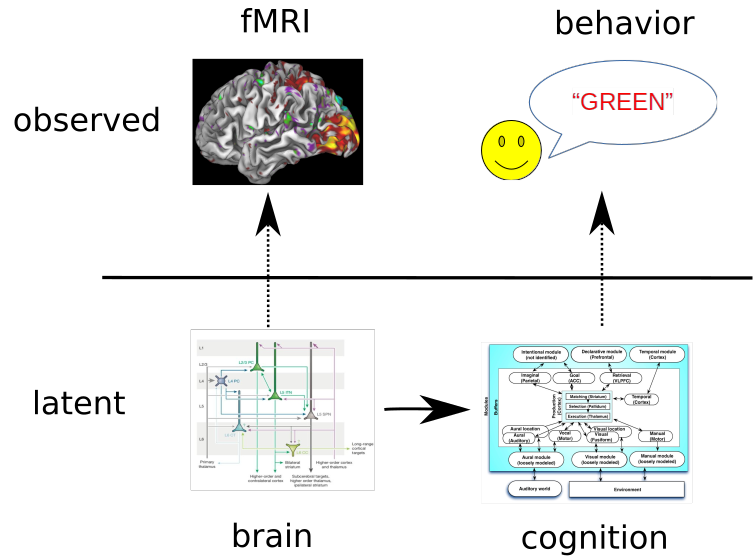 fMRI
behavior
observed
“GREEN”
latent
L1
L2/3
L4
L5
L6
L2/3 PC
L4 PC
L5 ITN
L5 SPN
L6 CT
Primary
thalamus
Bilateral
striatum
Higher-order cortex
and thalamus
Long-range
cortical
targets
Higher-order and
contralateral cortex
Subcerebral targets,
higher order thalamus,
ipsilateral striatum
Intentional module
(not identified)
Declarative module
(Prefrontal)
Temporal module
(Cortex)
Imaginal
(Parietal)
Goal
(ACC)
Retrieval
(VLPFC)
Modules
Buffers
Production
(Cortex)
Matching (Striatum)
Selection (Pallidum)
Execution (Thalamus)
Temporal
(Cortex)
Aural location
Visual location
Aural
(Auditory)
Vocal
(Motor)
Visual
(Fusiform)
Manual
(Motor)
Aural module
(loosely modeled)
Visual module
(loosely modeled)
Manual module
(loosely modeled)
Auditory world
Environment
brain
cognition